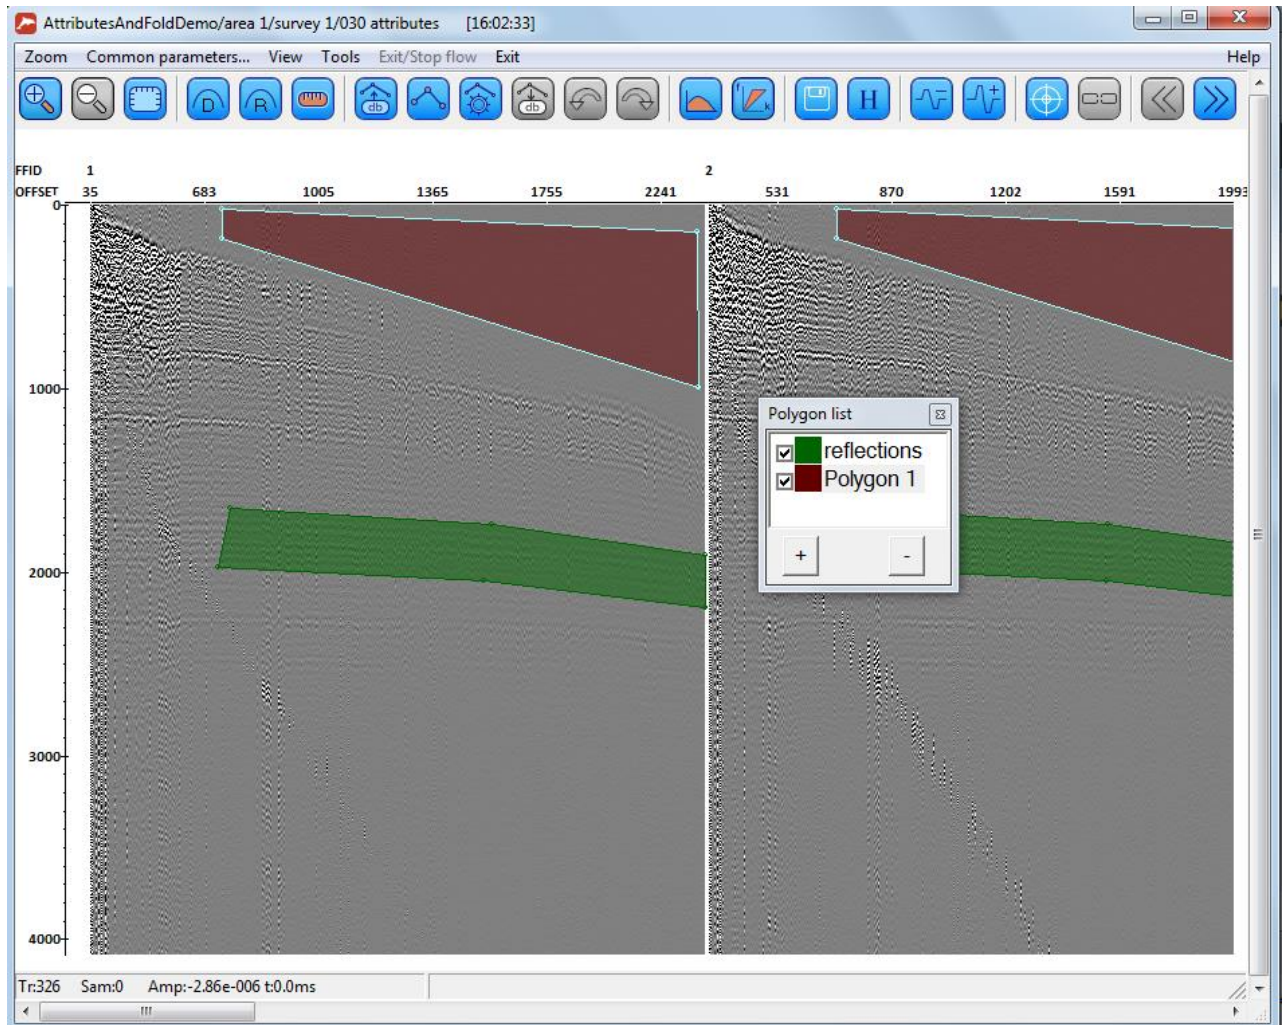 AttributesAndFoldDemo/area 1/survey 1/030 attributes [16:02:33]
Zoom Common parameters... View Tools Exit/Stop flow Exit Help
D R db db f k H
FFID 1 2
OFFSET 35 683 1005 1365 1755 2241 531 870 1202 1591 1993
0
1000
2000
3000
4000
Polygon list
reflections
Polygon 1
+ -
Tr:326 Sam:0 Amp:-2.86e-006 t:0.0ms